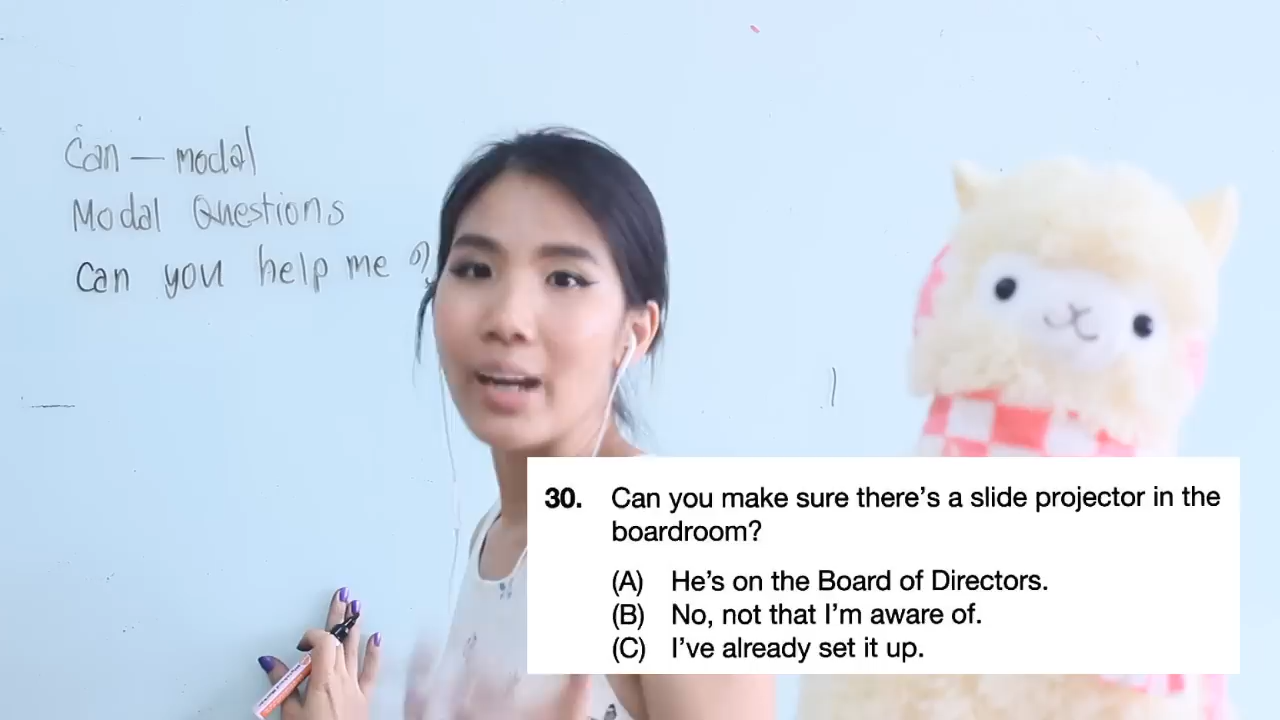 Can — modal
Modal Questions
Can you help me ?
30. Can you make sure there's a slide projector in the
boardroom?
(A) He's on the Board of Directors.
(B) No, not that I'm aware of.
(C) I've already set it up.